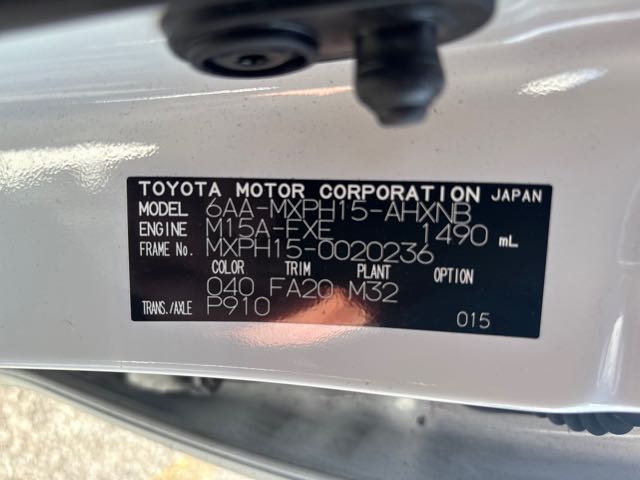 TOYOTA MOTOR CORPORATION JAPAN
MODEL 6AA-MXPH15-AHXNB
ENGINE M15A-FXE 1490 mL
FRAME No. MXPH15-0020236
COLOR TRIM PLANT OPTION
040 FA20 M32
TRANS./AXLE P910
015